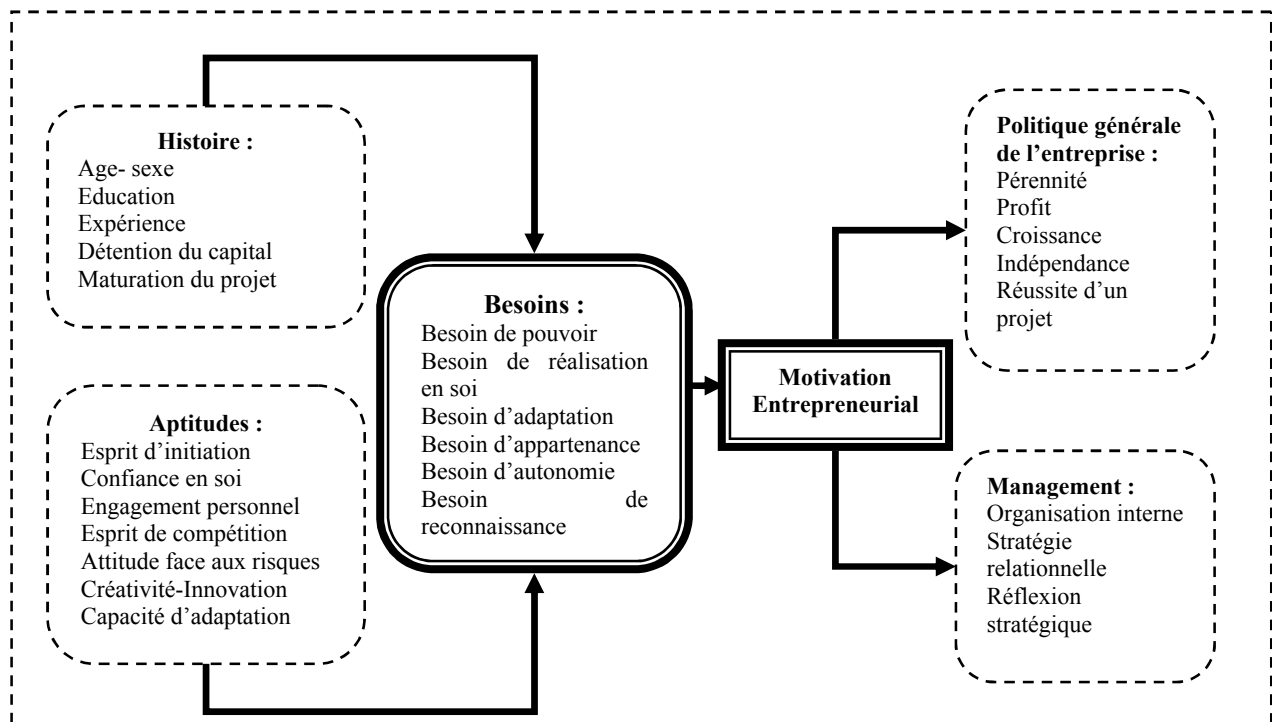 Histoire :
Age- sexe
Education
Expérience
Détention du capital
Maturation du projet
Aptitudes :
Esprit d’initiation
Confiance en soi
Engagement personnel
Esprit de compétition
Attitude face aux risques
Créativité-Innovation
Capacité d’adaptation
Besoins :
Besoin de pouvoir
Besoin de réalisation
en soi
Besoin d’adaptation
Besoin d’appartenance
Besoin d’autonomie
Besoin de
reconnaissance
Motivation
Entrepreneurial
Politique générale
de l’entreprise :
Pérennité
Profit
Croissance
Indépendance
Réussite d’un
projet
Management :
Organisation interne
Stratégie
relationnelle
Réflexion
stratégique